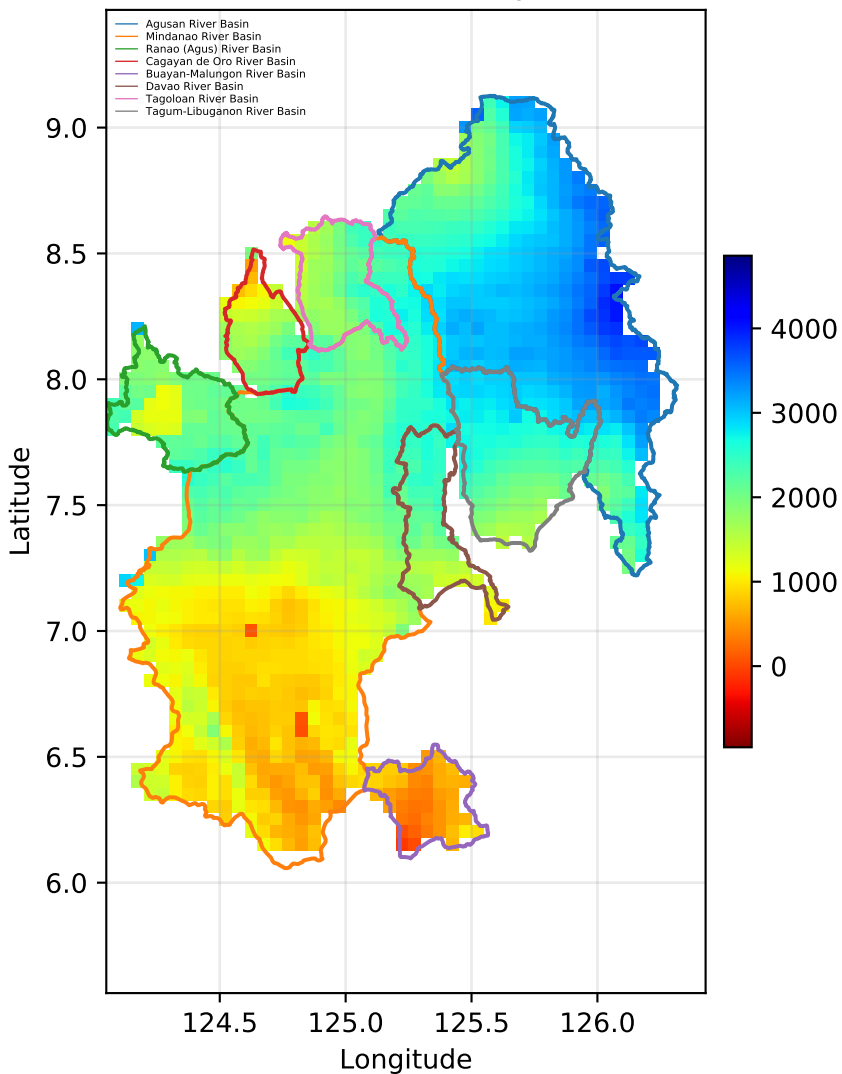 Agusan River Basin
Mindanao River Basin
Ranao (Agus) River Basin
Cagayan de Oro River Basin
Buayan-Malungon River Basin
Davao River Basin
Tagoloan River Basin
Tagum-Libuganon River Basin
9.0
8.5
8.0
7.5
7.0
6.5
6.0
Latitude
124.5 125.0 125.5 126.0
Longitude
4000
3000
2000
1000
0